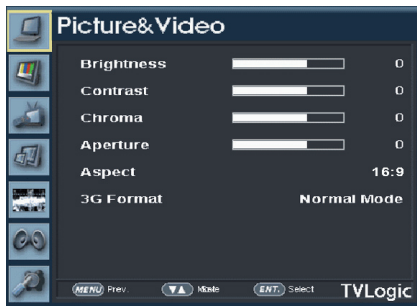 Picture&Video
Brightness 0
Contrast 0
Chroma 0
Aperture 0
Aspect 16:9
3G Format Normal Mode
MENU Prev. ▼▲ ENT. Select TVLogic